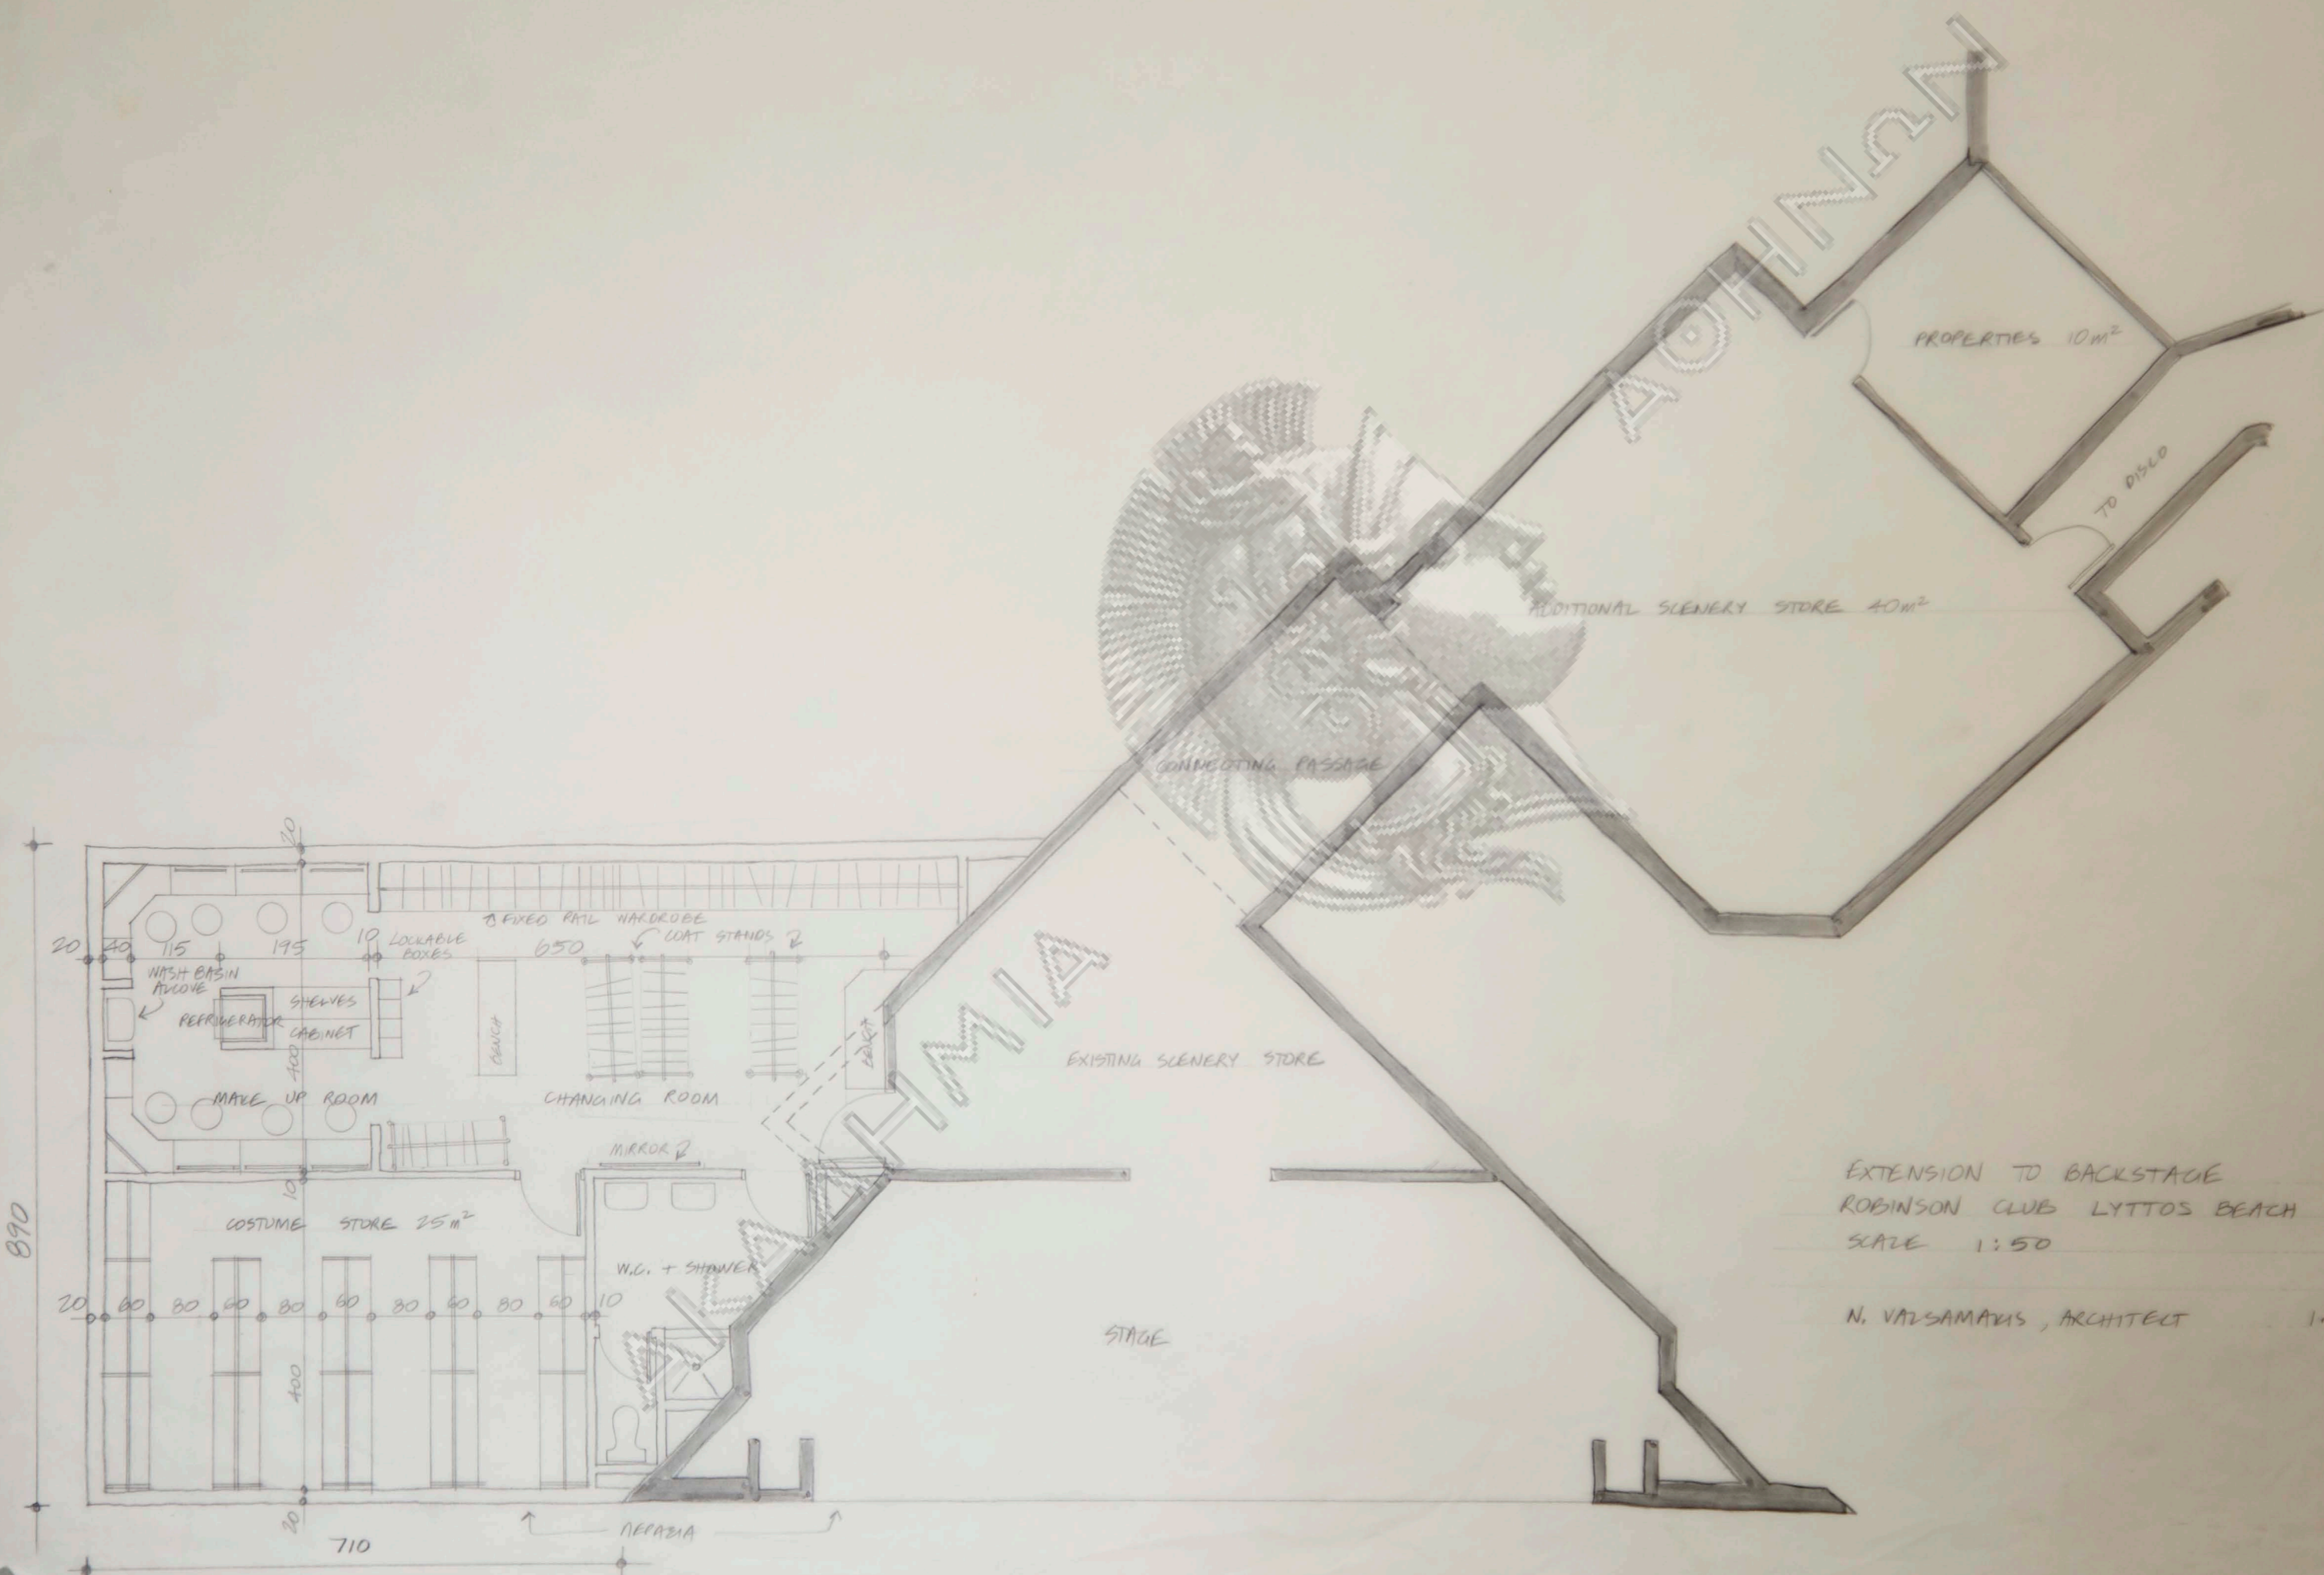 ΑΚΑΔΗΜΙΑ ΑΘΗΝΩΝ
PROPERTIES 10m²
TO DISCO
ADDITIONAL SCENERY STORE 40m²
CONNECTING PASSAGE
20
FIXED RAIL WARDROBE
COAT STANDS
LOCKABLE
BOXES
20 40 115 195 10 650
WASH BASIN
ALCOVE
REFRIGERATOR
SHELVES
CABINET
400
BENCH
BENCH
EXISTING SCENERY STORE
MAKE UP ROOM
CHANGING ROOM
MIRROR
10
COSTUME STORE 25m²
W.C. + SHOWER
890
20 60 80 60 80 60 80 60 80 60 10
400
STAGE
20
710
EXTENSION TO BACKSTAGE
ROBINSON CLUB LYTTOS BEACH
SCALE 1:50
N. VALSAMAKIS, ARCHITECT